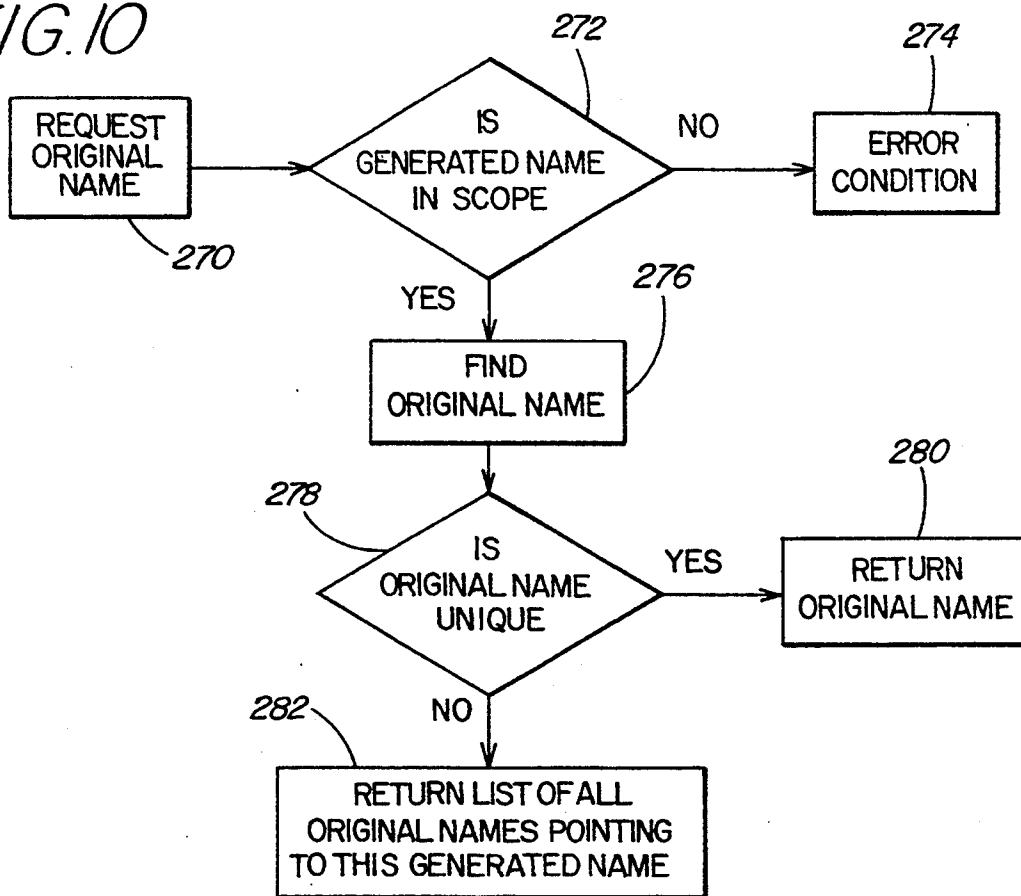 FIG.10
272
274
REQUEST
ORIGINAL
NAME
270
IS
GENERATED NAME
IN SCOPE
NO
ERROR
CONDITION
YES
276
FIND
ORIGINAL NAME
278
280
IS
ORIGINAL NAME
UNIQUE
YES
RETURN
ORIGINAL NAME
NO
282
RETURN LIST OF ALL
ORIGINAL NAMES POINTING
TO THIS GENERATED NAME